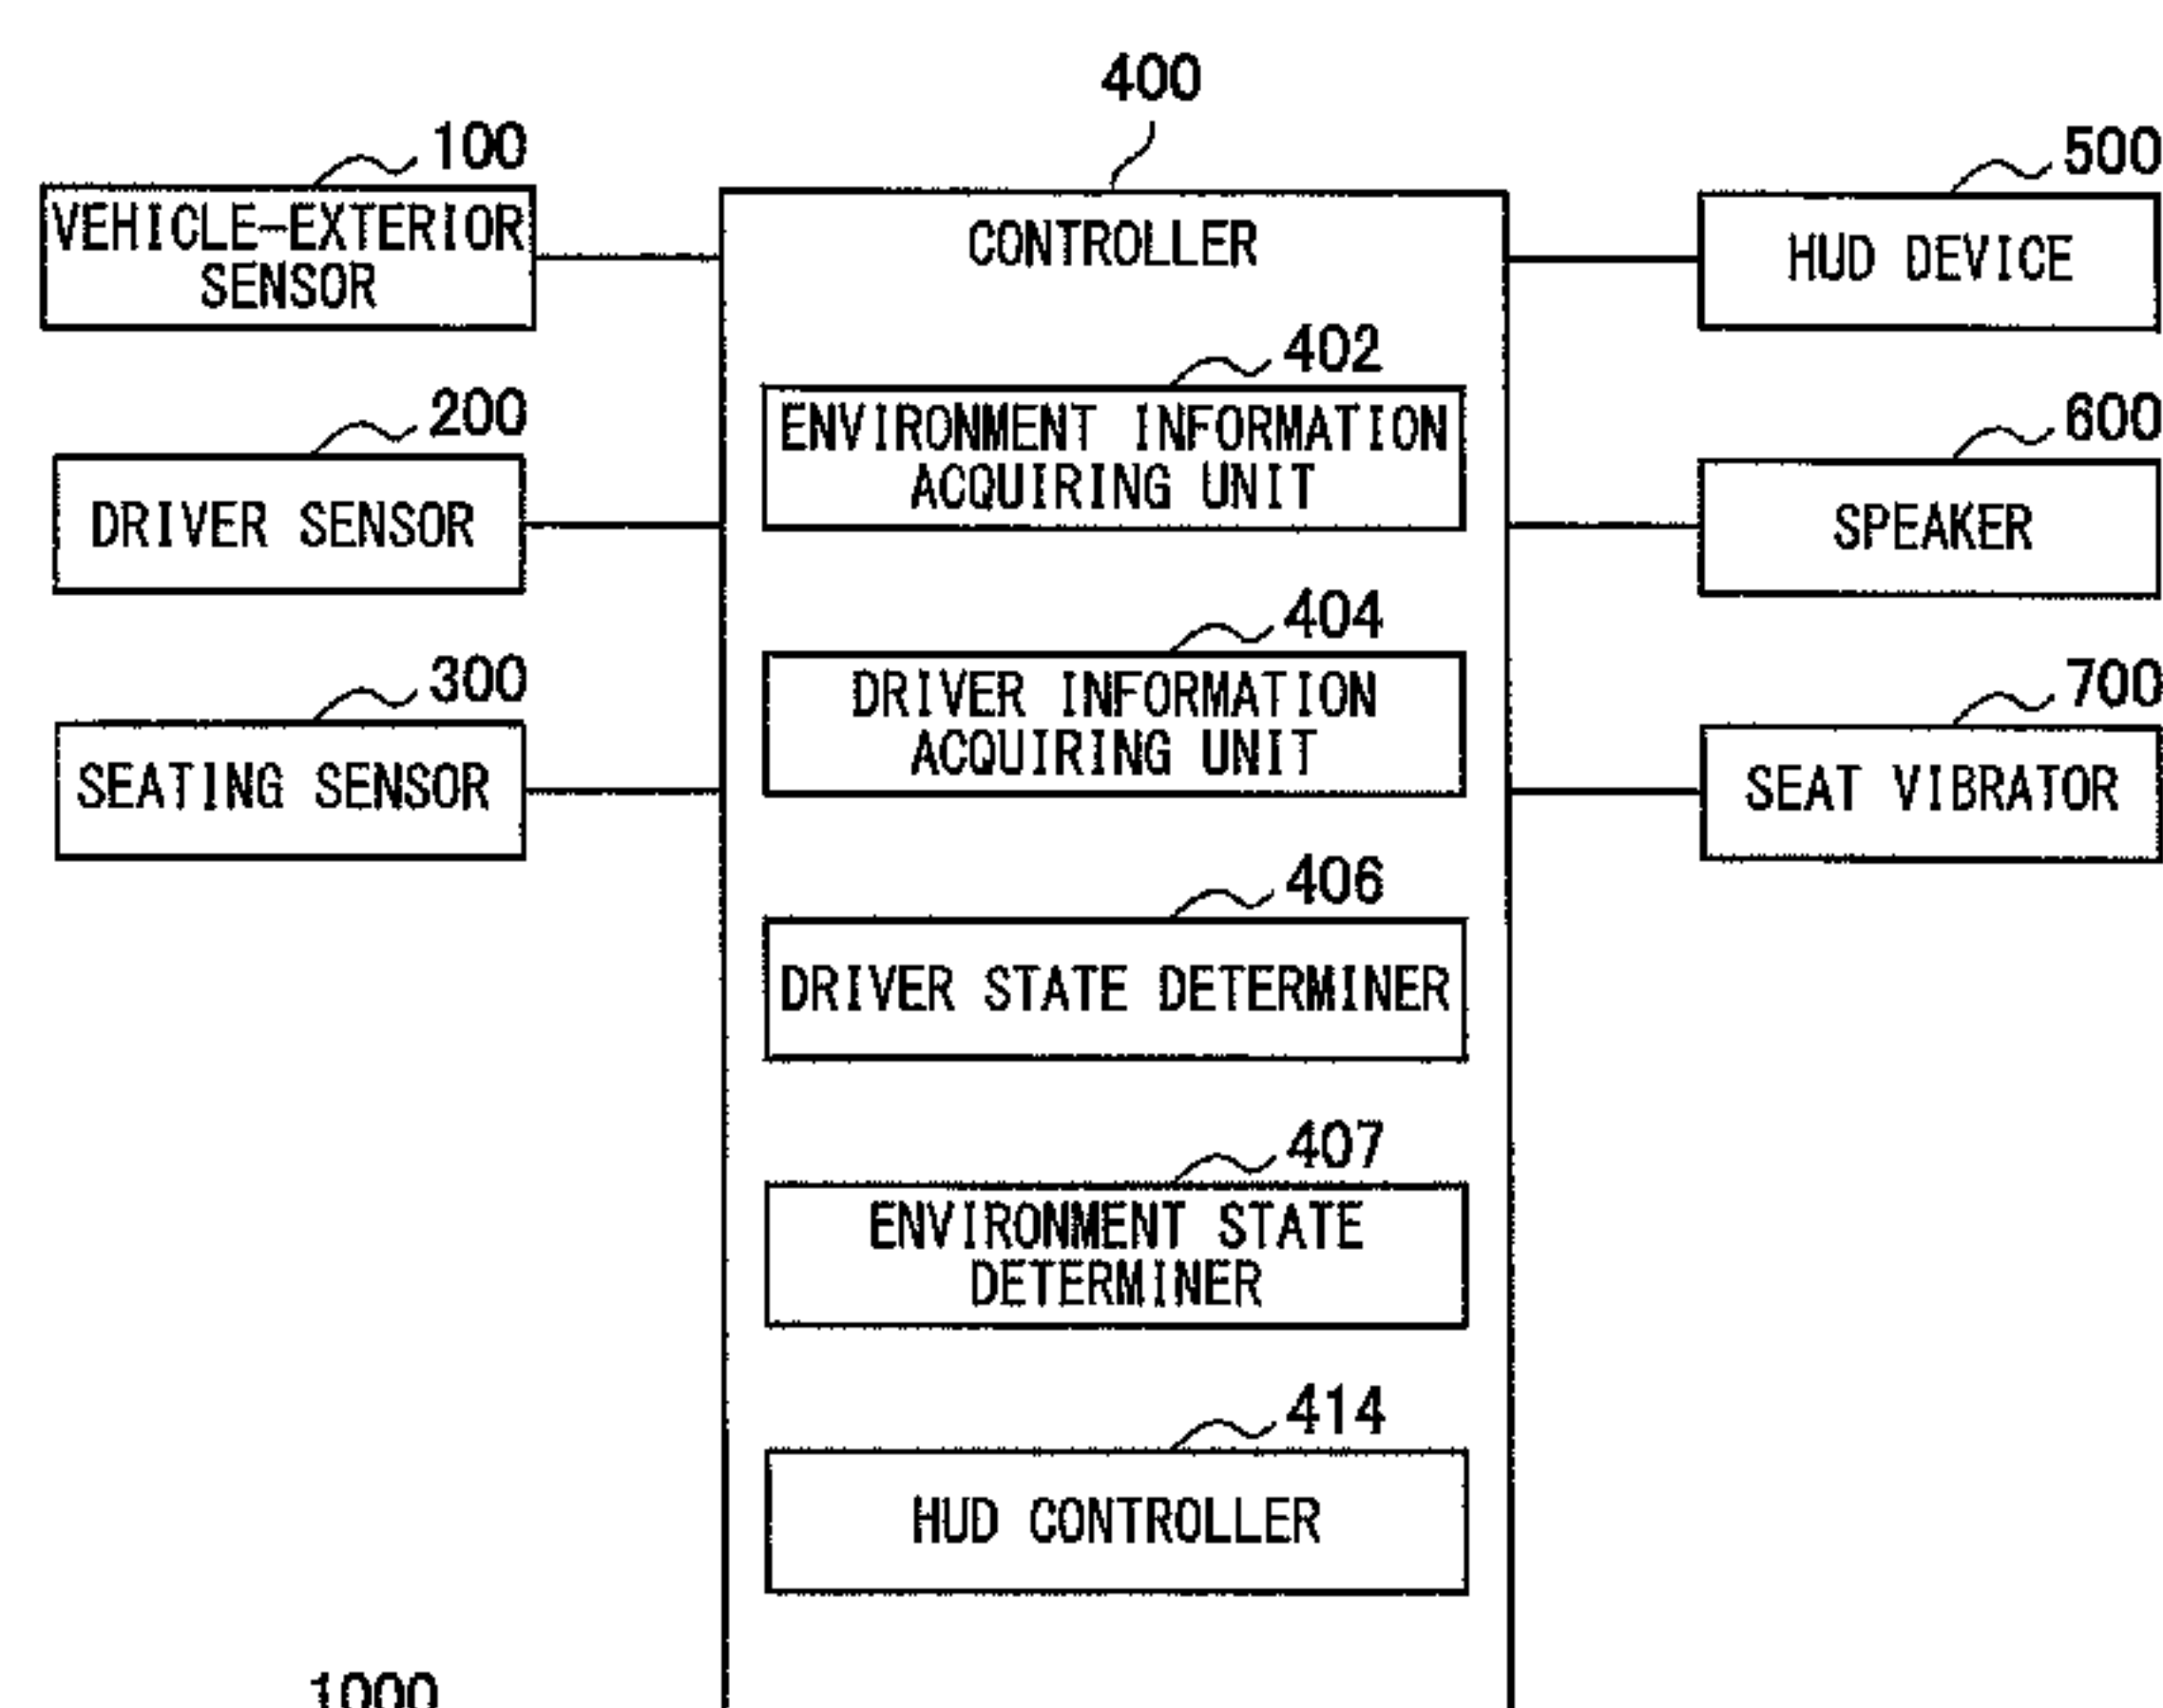 400
100
500
VEHICLE-EXTERIOR
SENSOR
CONTROLLER
HUD DEVICE
402
200
600
ENVIRONMENT INFORMATION
ACQUIRING UNIT
DRIVER SENSOR
SPEAKER
404
300
700
DRIVER INFORMATION
ACQUIRING UNIT
SEATING SENSOR
SEAT VIBRATOR
406
DRIVER STATE DETERMINER
407
ENVIRONMENT STATE
DETERMINER
414
HUD CONTROLLER
1000